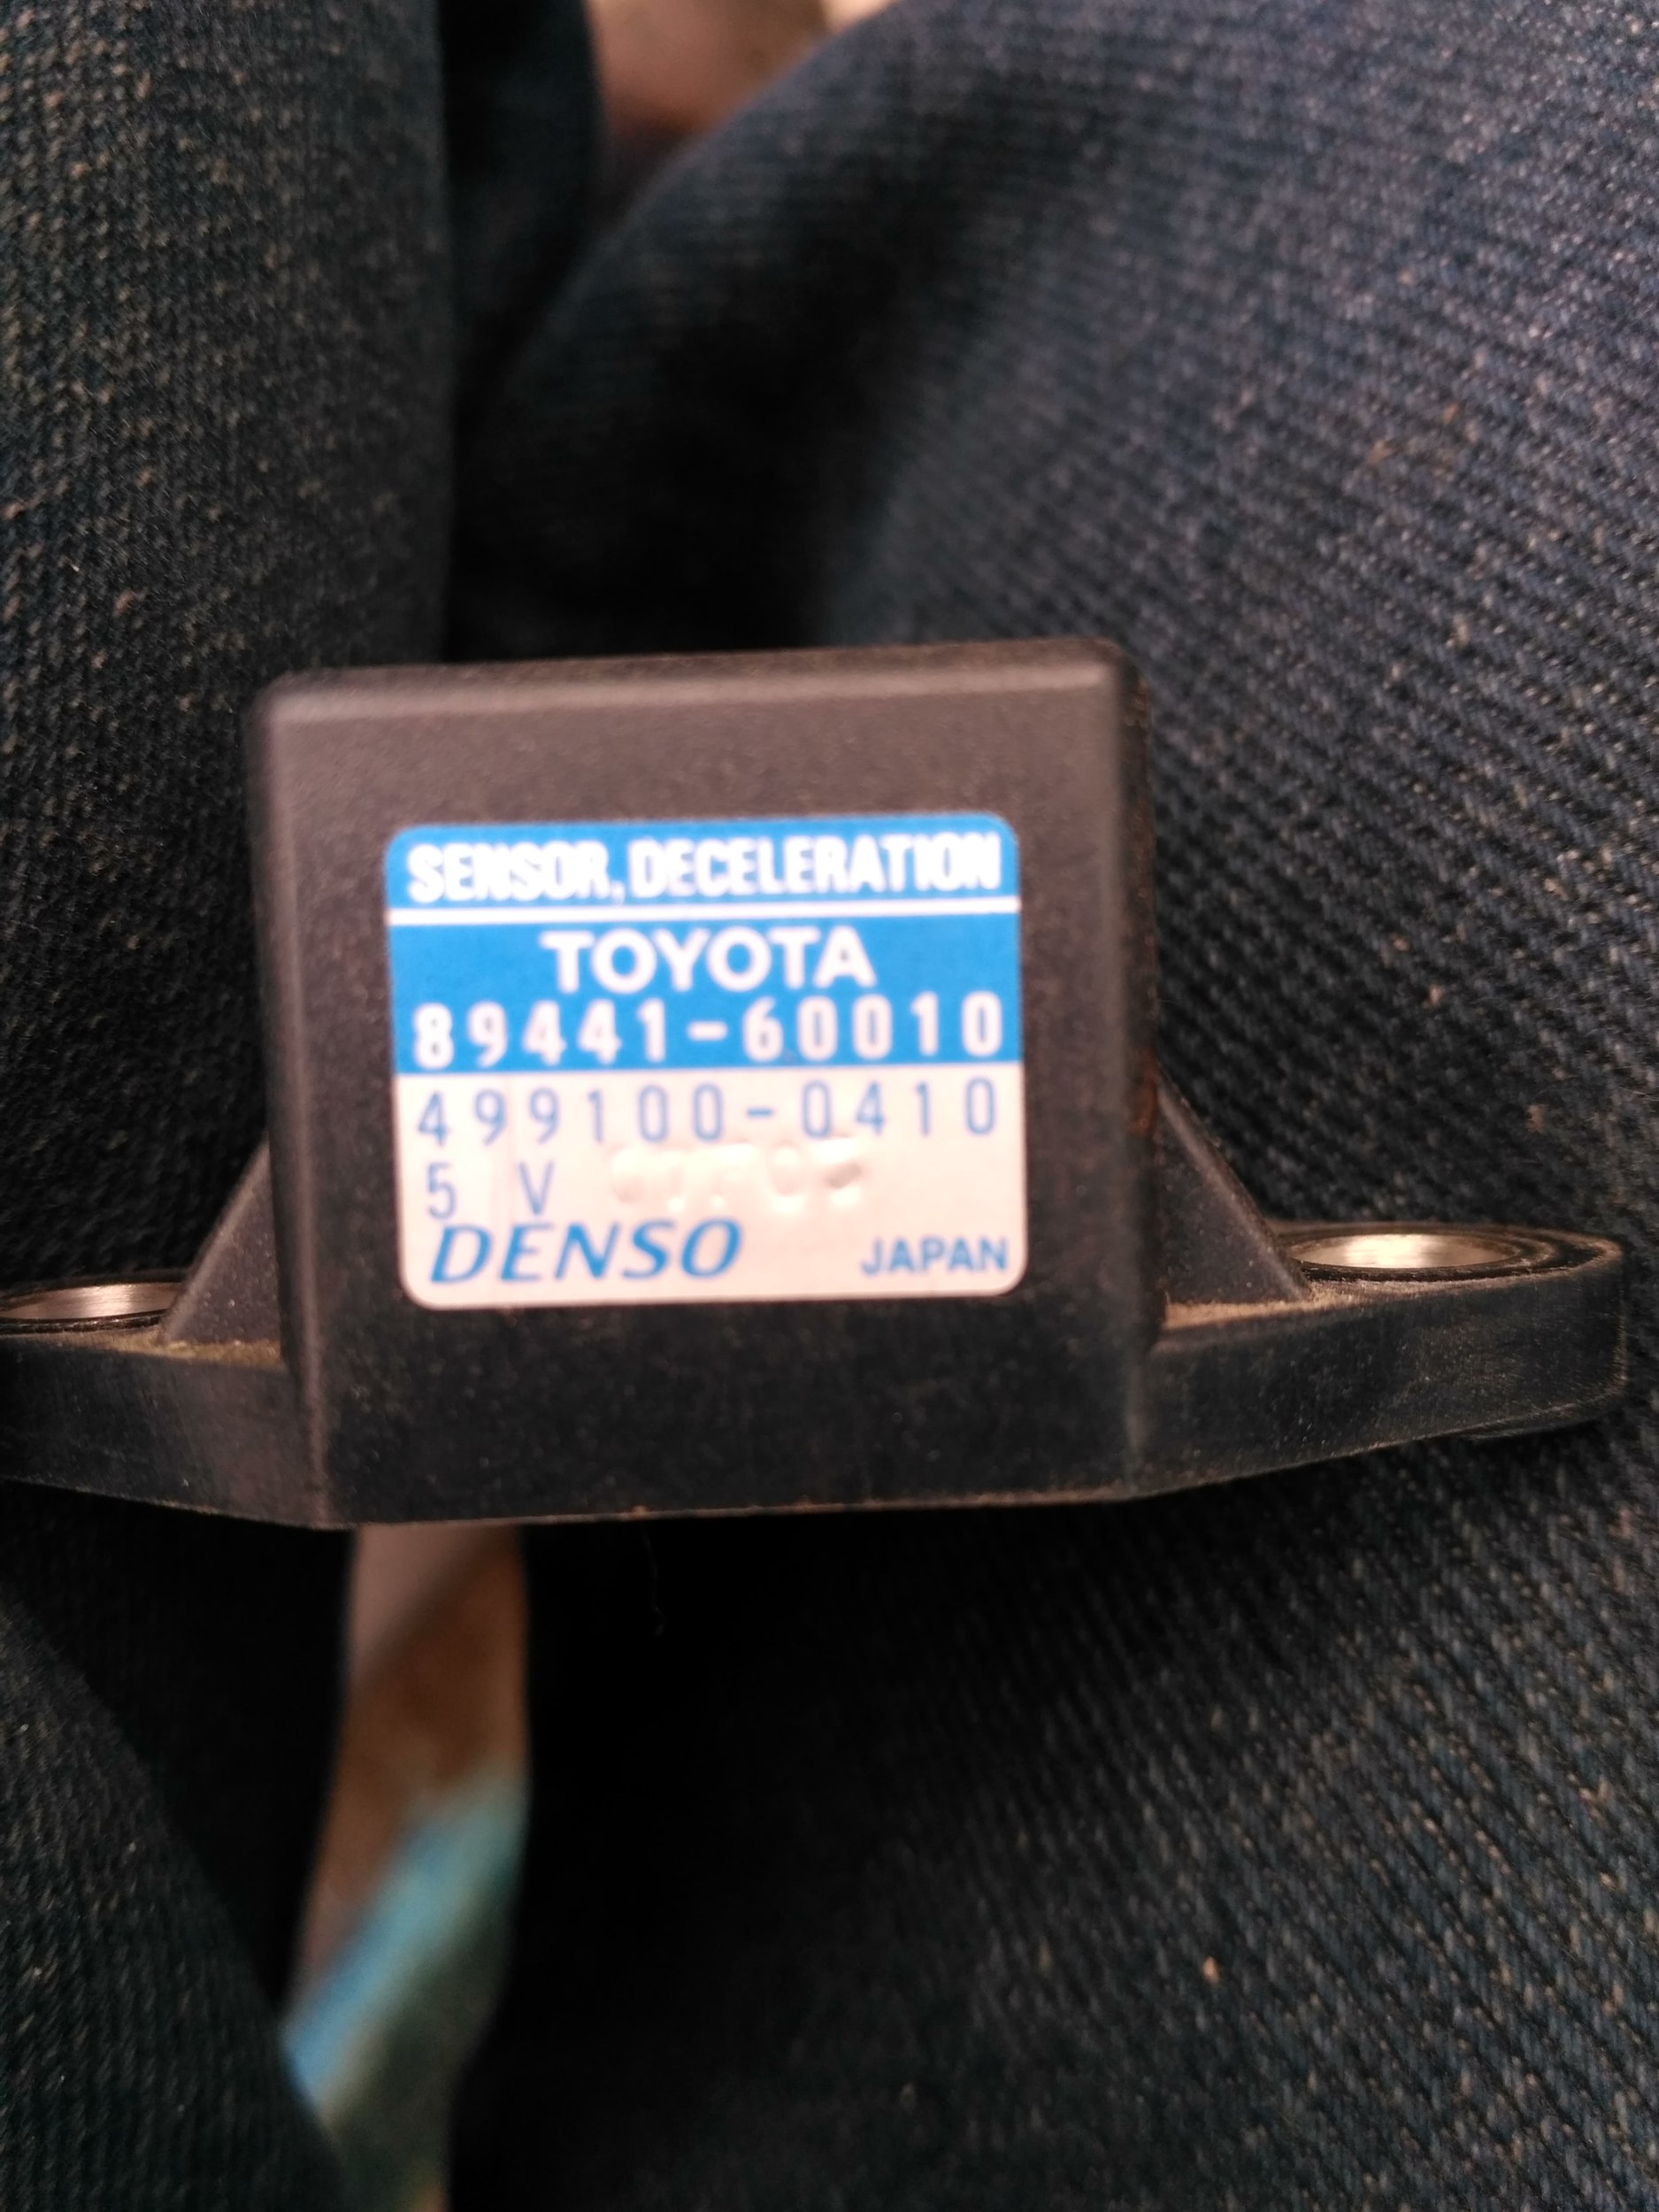 SENSOR, DECELERATION
TOYOTA
89441-60010
499100-0410
5 V
DENSO JAPAN